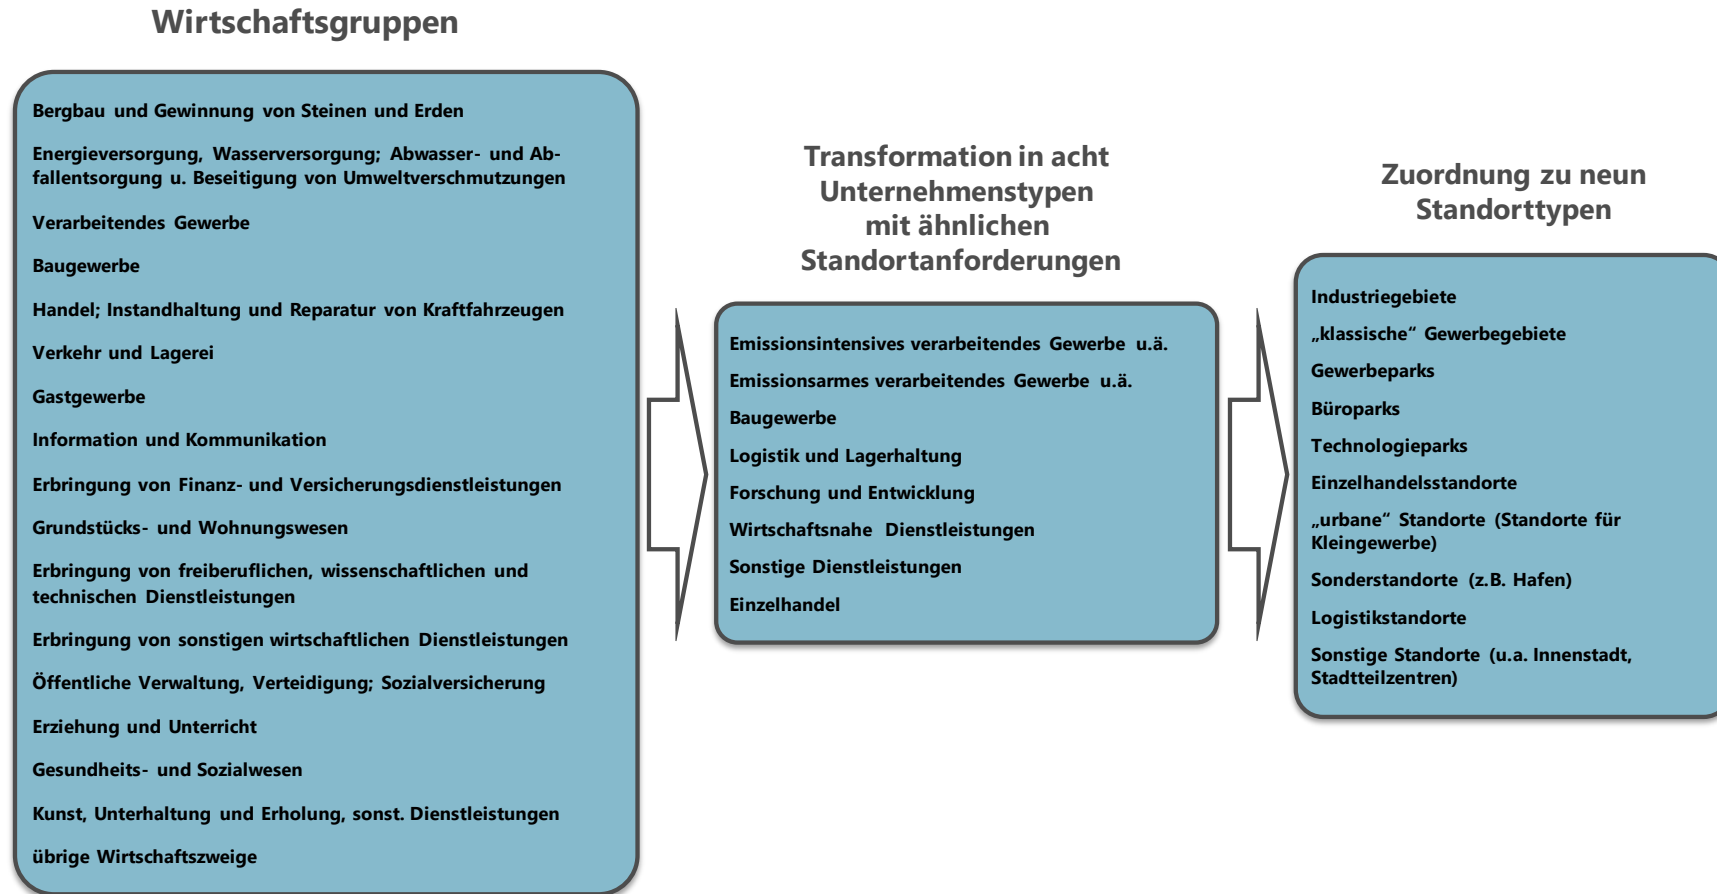 Wirtschaftsgruppen
Bergbau und Gewinnung von Steinen und Erden
Energieversorgung, Wasserversorgung; Abwasser- und Ab-
fallentsorgung u. Beseitigung von Umweltverschmutzungen
Verarbeitendes Gewerbe
Baugewerbe
Handel; Instandhaltung und Reparatur von Kraftfahrzeugen
Verkehr und Lagerei
Gastgewerbe
Information und Kommunikation
Erbringung von Finanz- und Versicherungsdienstleistungen
Grundstücks- und Wohnungswesen
Erbringung von freiberuflichen, wissenschaftlichen und
technischen Dienstleistungen
Erbringung von sonstigen wirtschaftlichen Dienstleistungen
Öffentliche Verwaltung, Verteidigung; Sozialversicherung
Erziehung und Unterricht
Gesundheits- und Sozialwesen
Kunst, Unterhaltung und Erholung, sonst. Dienstleistungen
übrige Wirtschaftszweige
Transformation in acht
Unternehmenstypen
mit ähnlichen
Standortanforderungen
Emissionsintensives verarbeitendes Gewerbe u.ä.
Emissionsarmes verarbeitendes Gewerbe u.ä.
Baugewerbe
Logistik und Lagerhaltung
Forschung und Entwicklung
Wirtschaftsnahe Dienstleistungen
Sonstige Dienstleistungen
Einzelhandel
Zuordnung zu neun
Standorttypen
Industriegebiete
„klassische“ Gewerbegebiete
Gewerbeparks
Büroparks
Technologieparks
Einzelhandelsstandorte
„urbane“ Standorte (Standorte für
Kleingewerbe)
Sonderstandorte (z.B. Hafen)
Logistikstandorte
Sonstige Standorte (u.a. Innenstadt,
Stadtteilzentren)